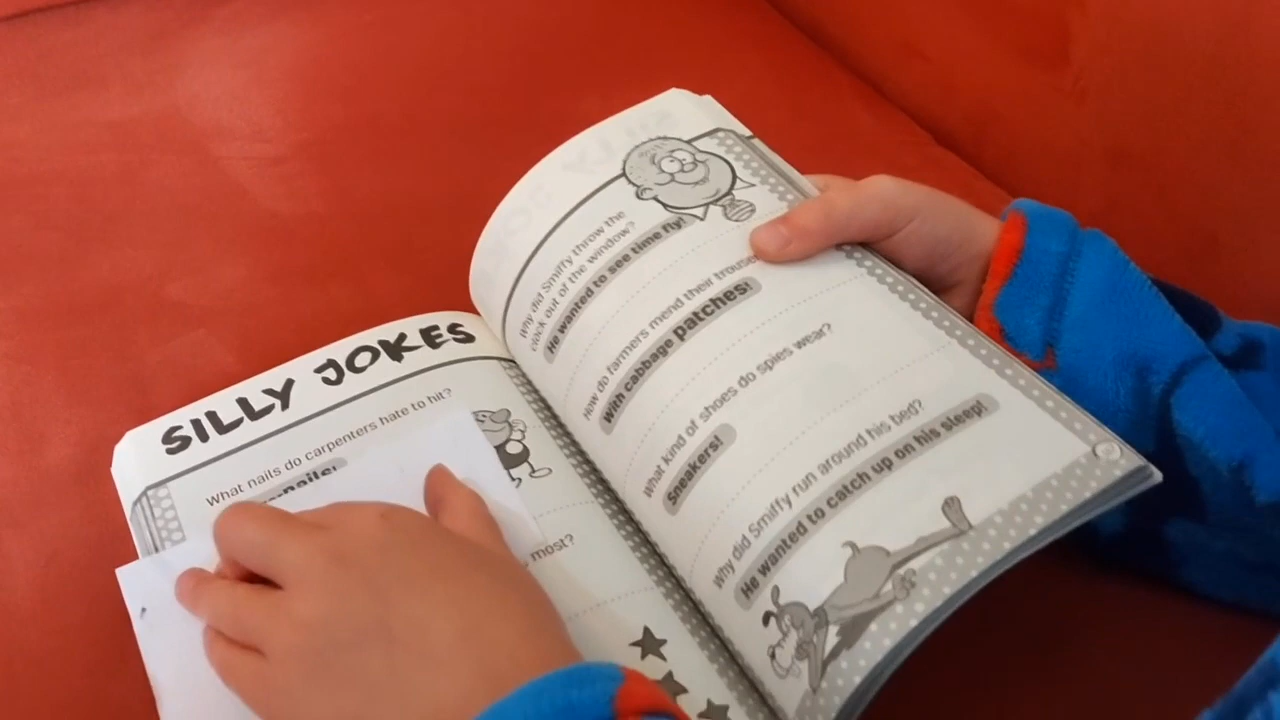 SILLY JOKES
What nails do carpenters hate to hit?
nails!
most?
Why did Smiffy throw the
clock out of the window?
He wanted to see time fly!
How do farmers mend their
With cabbage patches!
What kind of shoes do spies wear?
Sneakers!
Why did Smiffy run around his bed?
He wanted to catch up on his sleep!